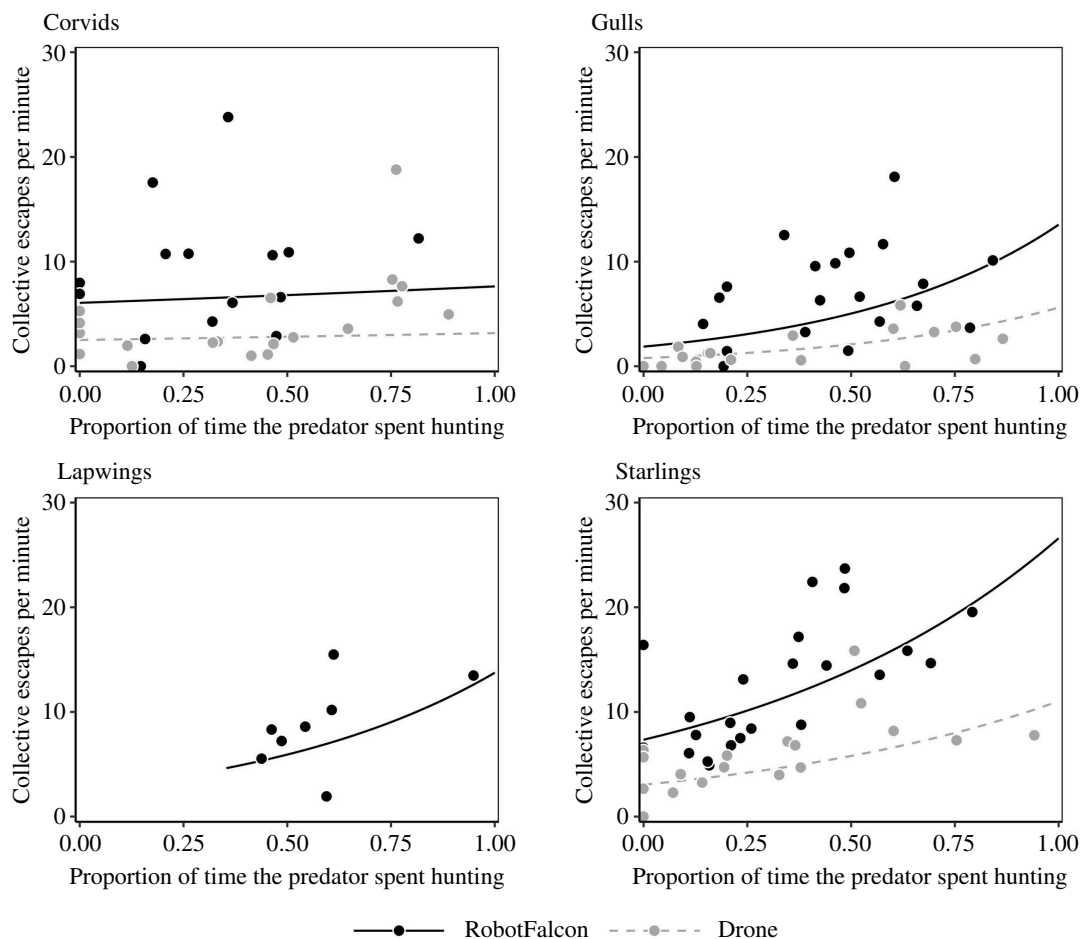 Corvids
Gulls
30
20
10
0
Collective escapes per minute
0.00 0.25 0.50 0.75 1.00
Proportion of time the predator spent hunting
30
20
10
0
Collective escapes per minute
0.00 0.25 0.50 0.75 1.00
Proportion of time the predator spent hunting
Lapwings
Starlings
30
20
10
0
Collective escapes per minute
0.00 0.25 0.50 0.75 1.00
Proportion of time the predator spent hunting
30
20
10
0
Collective escapes per minute
0.00 0.25 0.50 0.75 1.00
Proportion of time the predator spent hunting
RobotFalcon Drone